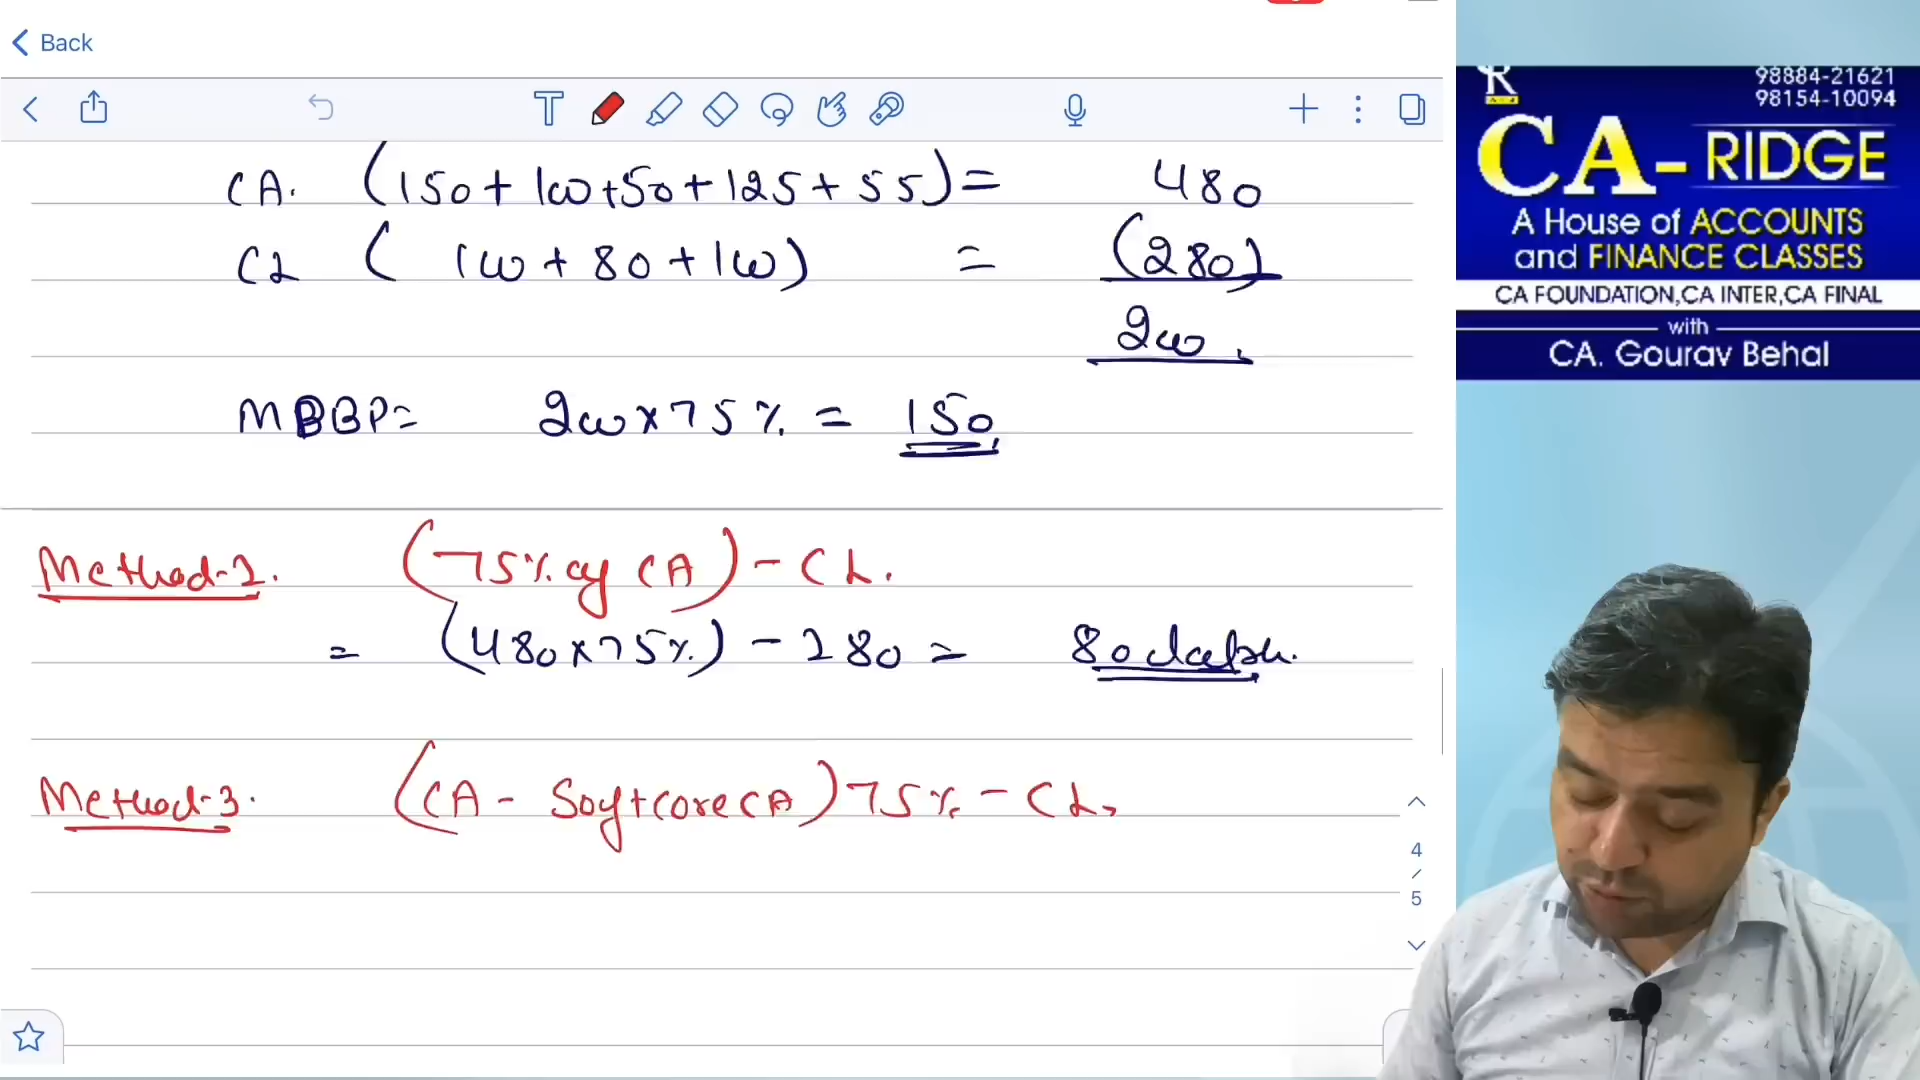 Back
98884-21621
98154-10094
CA- RIDGE
A House of ACCOUNTS
and FINANCE CLASSES
CA FOUNDATION,CA INTER,CA FINAL
with
CA. Gourav Behal
CA. (150+100+50+125+55)= 480
CL (100+80+100) = (280)
200.
MPBBP= 200×75% = 150
Method-2. (75% of CA) - CL.
= (480×75%) - 280 = 80 lakh.
Method-3. (CA - Soft core CA) 75% - CL.
4
/
5